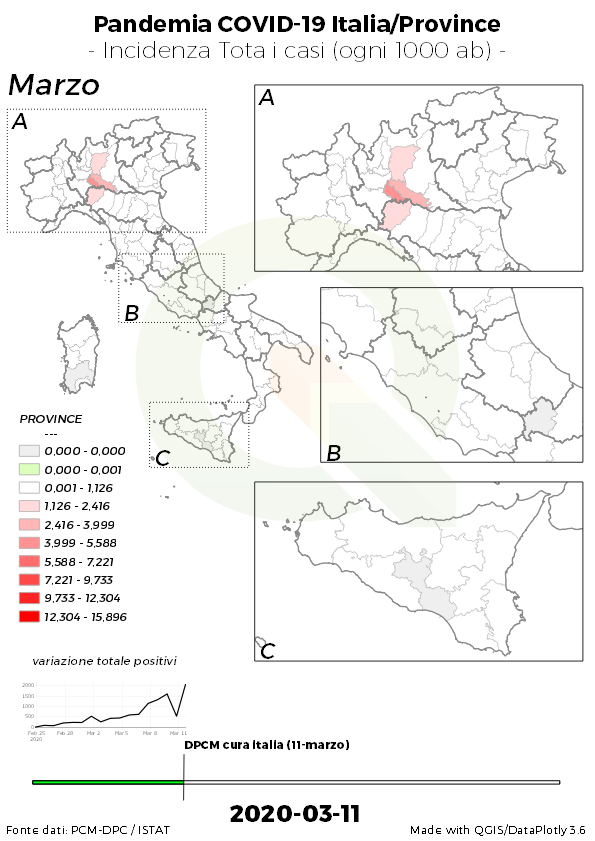 Pandemia COVID-19 Italia/Province
- Incidenza Tota i casi (ogni 1000 ab) -
Marzo
A
A
B
B
C
C
PROVINCE
---
0,000 - 0,000
0,000 - 0,001
0,001 - 1,126
1,126 - 2,416
2,416 - 3,999
3,999 - 5,588
5,588 - 7,221
7,221 - 9,733
9,733 - 12,304
12,304 - 15,896
variazione totale positivi
2000
1500
1000
500
0
Feb 25 Feb 28 Mar 2 Mar 5 Mar 8 Mar 11
2020
DPCM cura italia (11-marzo)
2020-03-11
Fonte dati: PCM-DPC / ISTAT
Made with QGIS/DataPlotly 3.6